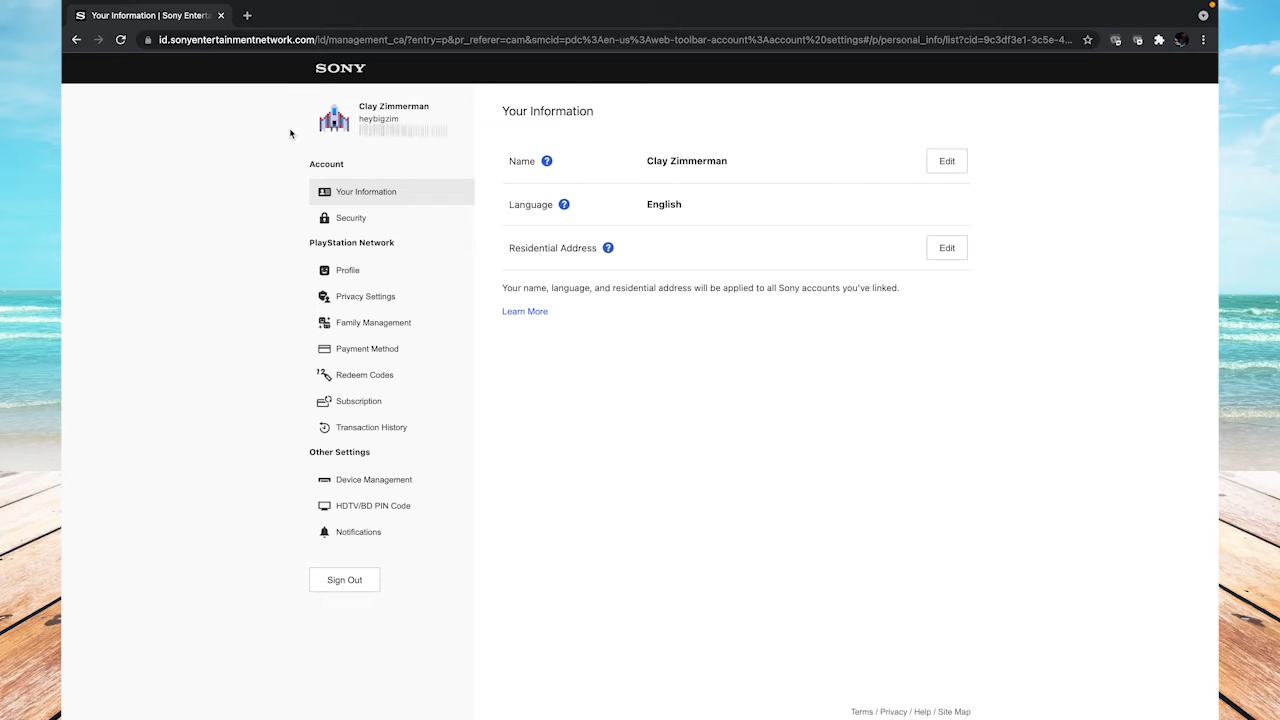 Your Information | Sony Enterta
id.sonyentertainmentnetwork.com/id/management_ca/?entry=p&pr_referer=cam&smcid=pdc%3Aen-us%3Aweb-toolbar-account%3Aaccount%20settings#/p/personal_info/list?cid=9c3df3e1-3c5e-4...
SONY
Clay Zimmerman
heybigzim
Account
Your Information
Security
PlayStation Network
Profile
Privacy Settings
Family Management
Payment Method
Redeem Codes
Subscription
Transaction History
Other Settings
Device Management
HDTV/BD PIN Code
Notifications
Sign Out
Your Information
Name ? Clay Zimmerman Edit
Language ? English
Residential Address ? Edit
Your name, language, and residential address will be applied to all Sony accounts you've linked.
Learn More
Terms / Privacy / Help / Site Map